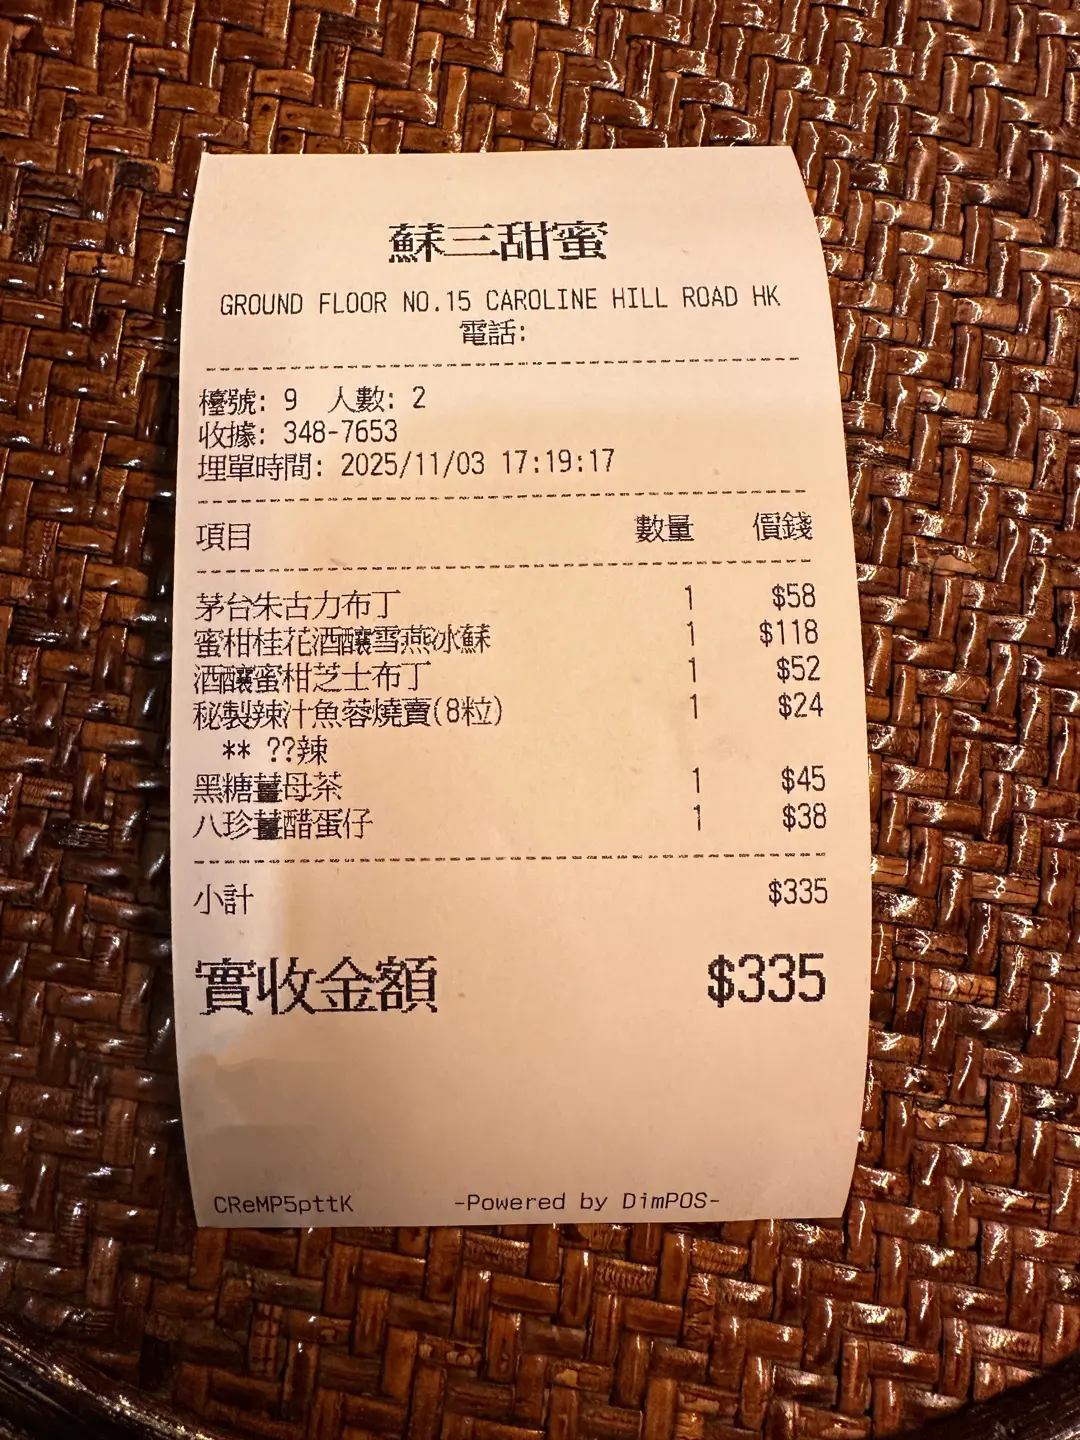 蘇三甜蜜
GROUND FLOOR NO.15 CAROLINE HILL ROAD HK
電話:
檯號: 9 人數: 2
收據: 348-7653
埋單時間: 2025/11/03 17:19:17
項目 數量 價錢
茅台朱古力布丁 1 $58
蜜柑桂花酒釀雪燕冰蘇 1 $118
酒釀蜜柑芝士布丁 1 $52
秘製辣汁魚蓉燒賣(8粒) 1 $24
** ??辣
黑糖薑母茶 1 $45
八珍薑醋蛋仔 1 $38
小計 $335
實收金額 $335
CReMP5pttK -Powered by DimPOS-